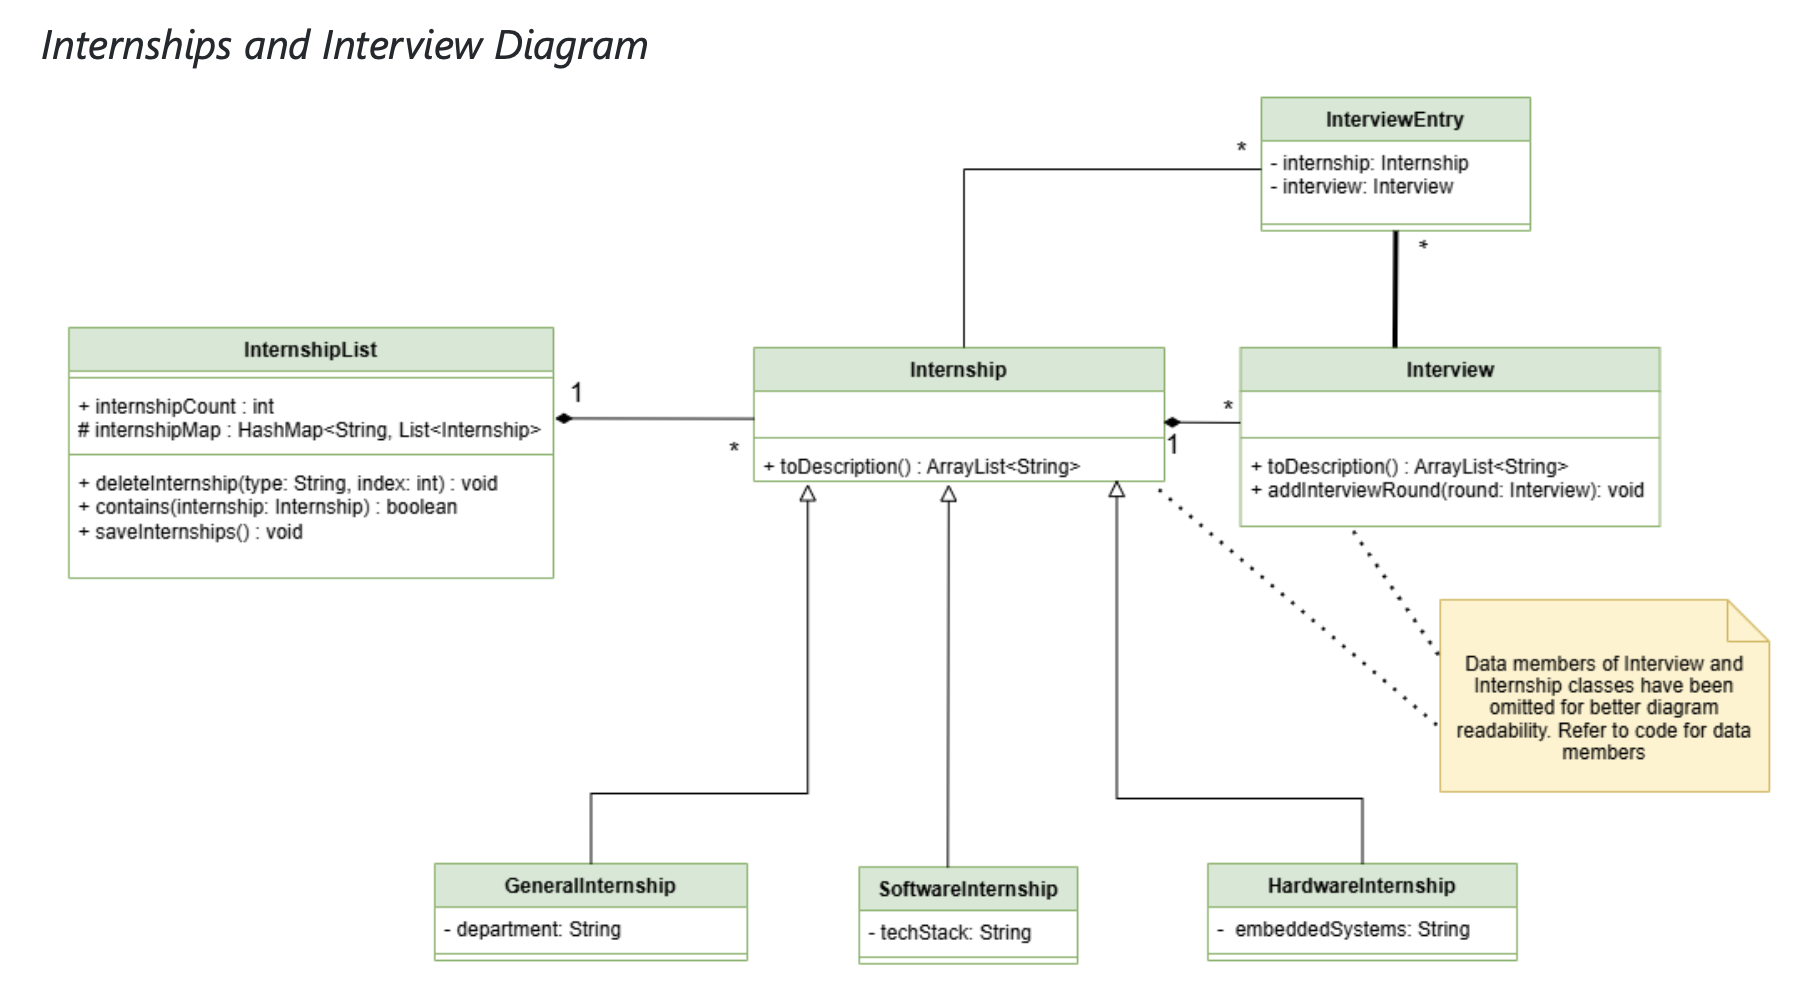 Internships and Interview Diagram
InterviewEntry
- internship: Internship
- interview: Interview
*
*
InternshipList
+ internshipCount : int
# internshipMap : HashMap<String, List<Internship>
+ deleteInternship(type: String, index: int) : void
+ contains(internship: Internship) : boolean
+ saveInternships() : void
1
*
Internship
+ toDescription() : ArrayList<String>
1
*
Interview
+ toDescription() : ArrayList<String>
+ addInterviewRound(round: Interview): void
Data members of Interview and
Internship classes have been
omitted for better diagram
readability. Refer to code for data
members
GeneralInternship
- department: String
SoftwareInternship
- techStack: String
HardwareInternship
- embeddedSystems: String